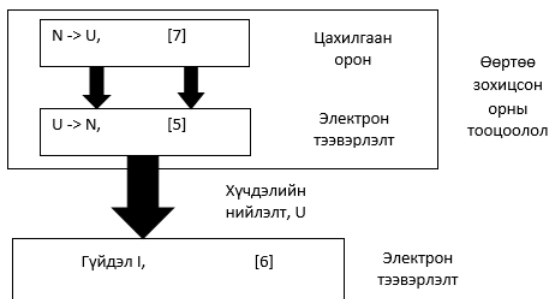 N -> U, [7]
Цахилгаан
орон
U -> N, [5]
Электрон
тээвэрлэлт
Өөртөө
зохицсон
орны
тооцоолол
Хүчдэлийн
нийлэлт, U
Гүйдэл I, [6]
Электрон
тээвэрлэлт